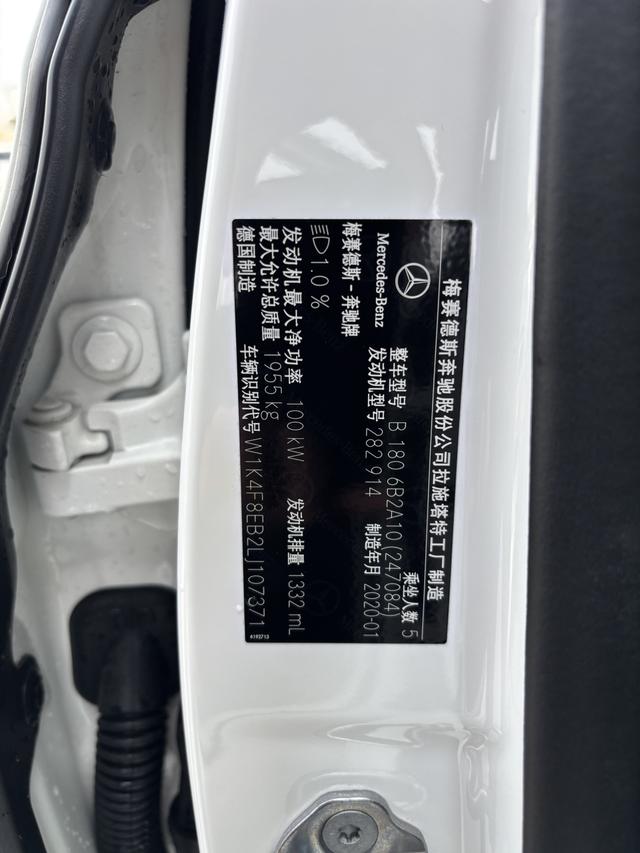 梅赛德斯奔驰股份公司拉施塔特工厂制造
乘坐人数 5
整车型号 B 180,6B2A10 (247084)
Mercedes-Benz 发动机型号 282 914 制造年月 2020-01
梅赛德斯-奔驰牌
1.0 %
发动机最大净功率 100 kW 发动机排量 1332 mL
最大允许总质量 1955 kg
德国制造 车辆识别代号 W1K4F8EB2LJ107371
6192713